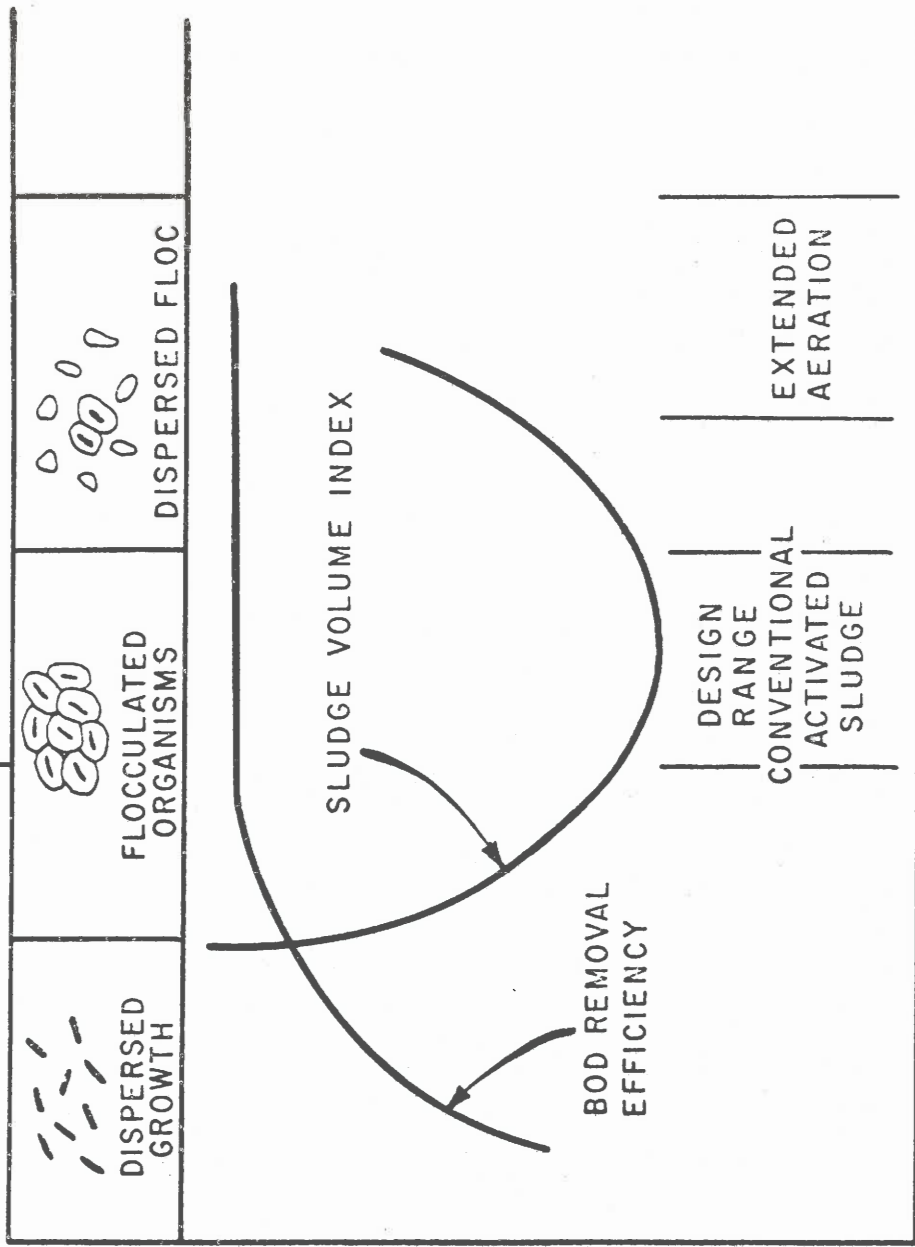 DISPERSED
GROWTH
FLOCCULATED
ORGANISMS
DISPERSED FLOC
SLUDGE VOLUME INDEX
BOD REMOVAL
EFFICIENCY
DESIGN
RANGE
CONVENTIONAL
ACTIVATED
SLUDGE
EXTENDED
AERATION